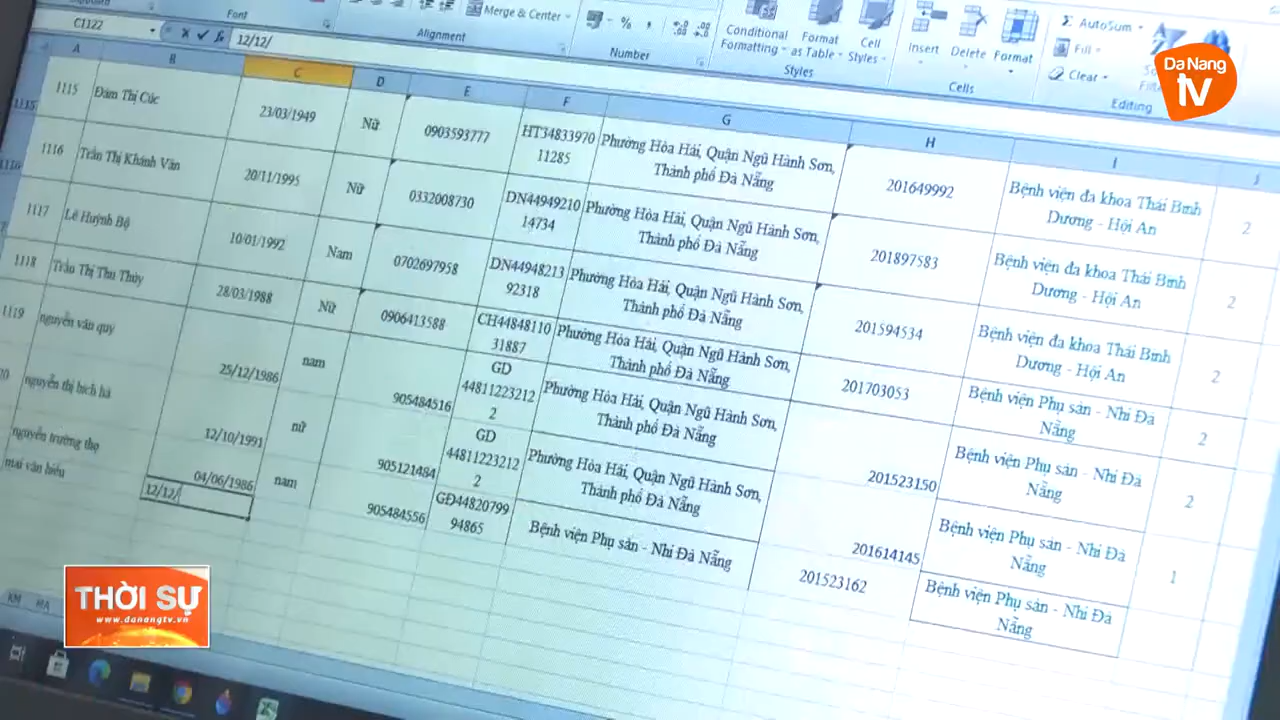 Font
Merge & Center
Alignment
%
Number
Conditional Formatting
Format as Table
Cell Styles
Styles
Insert
Delete
Format
Cells
Σ AutoSum
Fill
Clear
Editing
Da Nang
tv
C1122
12/12/
A B C D E F G H I J
1115 Đàm Thị Cúc 23/03/1949 Nữ 0903593777 HT34833970
11285 Phường Hòa Hải, Quận Ngũ Hành Sơn,
Thành phố Đà Nẵng 201649992 Bệnh viện đa khoa Thái Bình
Dương - Hội An 2
1116 Trần Thị Khánh Vân 20/11/1995 Nữ 0332008730 DN44949210
14734 Phường Hòa Hải, Quận Ngũ Hành Sơn,
Thành phố Đà Nẵng 201897583 Bệnh viện đa khoa Thái Bình
Dương - Hội An 2
1117 Lê Huỳnh Bộ 10/01/1992 Nam 0702697958 DN44948213
92318 Phường Hòa Hải, Quận Ngũ Hành Sơn,
Thành phố Đà Nẵng 201594534 Bệnh viện đa khoa Thái Bình
Dương - Hội An 2
1118 Trần Thị Thu Thủy 28/03/1988 Nữ 0906413588 CH44848110
31887 Phường Hòa Hải, Quận Ngũ Hành Sơn,
Thành phố Đà Nẵng 201703053 Bệnh viện Phụ sản - Nhi Đà
Nẵng 2
1119 nguyễn văn quý 25/12/1986 nam 905484516 GD
44811223212
2 Phường Hòa Hải, Quận Ngũ Hành Sơn,
Thành phố Đà Nẵng 201523150 Bệnh viện Phụ sản - Nhi Đà
Nẵng 2
nguyễn thị bích hà 12/10/1991 nữ 905121484 GD
44811223212
2 Phường Hòa Hải, Quận Ngũ Hành Sơn,
Thành phố Đà Nẵng 201614145 Bệnh viện Phụ sản - Nhi Đà
Nẵng 1
nguyễn trường thọ 04/06/1986 nam 905484556 GD44820799
94865 Bệnh viện Phụ sản - Nhi Đà Nẵng 201523162 Bệnh viện Phụ sản - Nhi Đà
Nẵng
mai văn hiếu 12/12/
THỜI SỰ
www.danangtv.vn